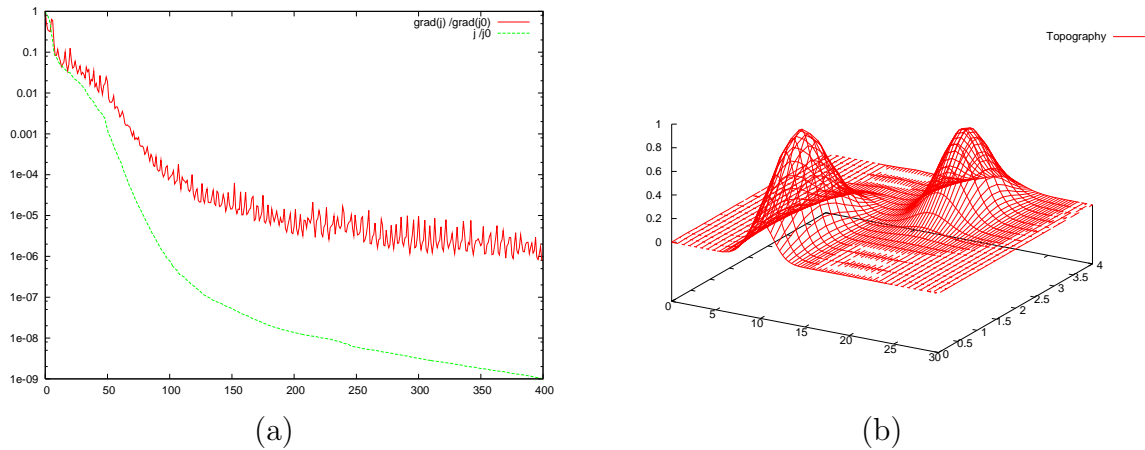 grad(j) /grad(j0)
j /j0
1
0.1
0.01
0.001
1e-04
1e-05
1e-06
1e-07
1e-08
1e-09
0 50 100 150 200 250 300 350 400
(a)
Topography
1
0.8
0.6
0.4
0.2
0
0 5 10 15 20 25 30
0 0.5 1 1.5 2 2.5 3 3.5 4
(b)